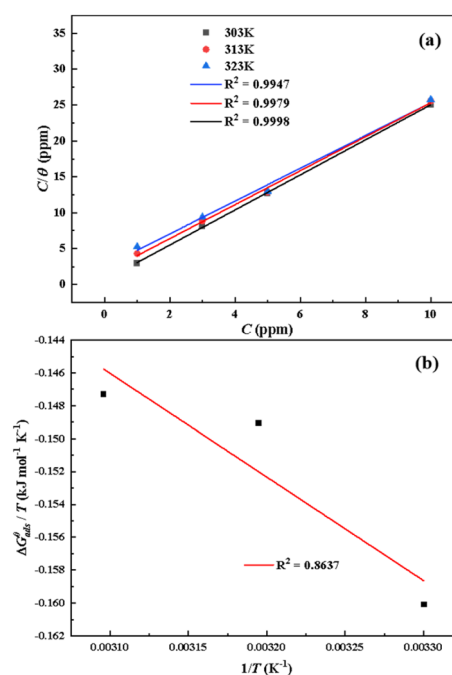 (a)
303K
313K
323K
R² = 0.9947
R² = 0.9979
R² = 0.9998
C/θ (ppm)
35
30
25
20
15
10
5
0
0 2 4 6 8 10
C (ppm)
(b)
ΔG^θ_ads / T (kJ mol⁻¹ K⁻¹)
-0.144
-0.146
-0.148
-0.150
-0.152
-0.154
-0.156
-0.158
-0.160
-0.162
R² = 0.8637
0.00310 0.00315 0.00320 0.00325 0.00330
1/T (K⁻¹)